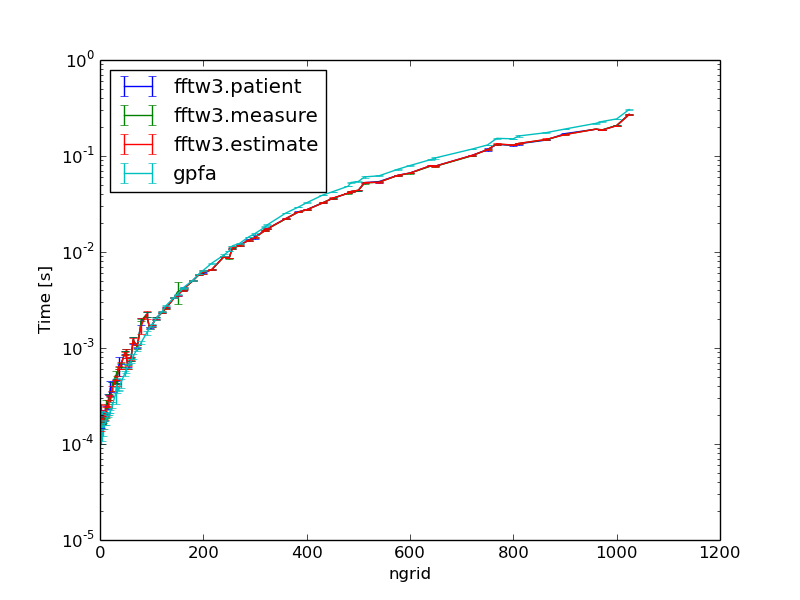 10^0
10^-1
10^-2
10^-3
10^-4
10^-5
Time [s]
fftw3.patient
fftw3.measure
fftw3.estimate
gpfa
0 200 400 600 800 1000 1200
ngrid